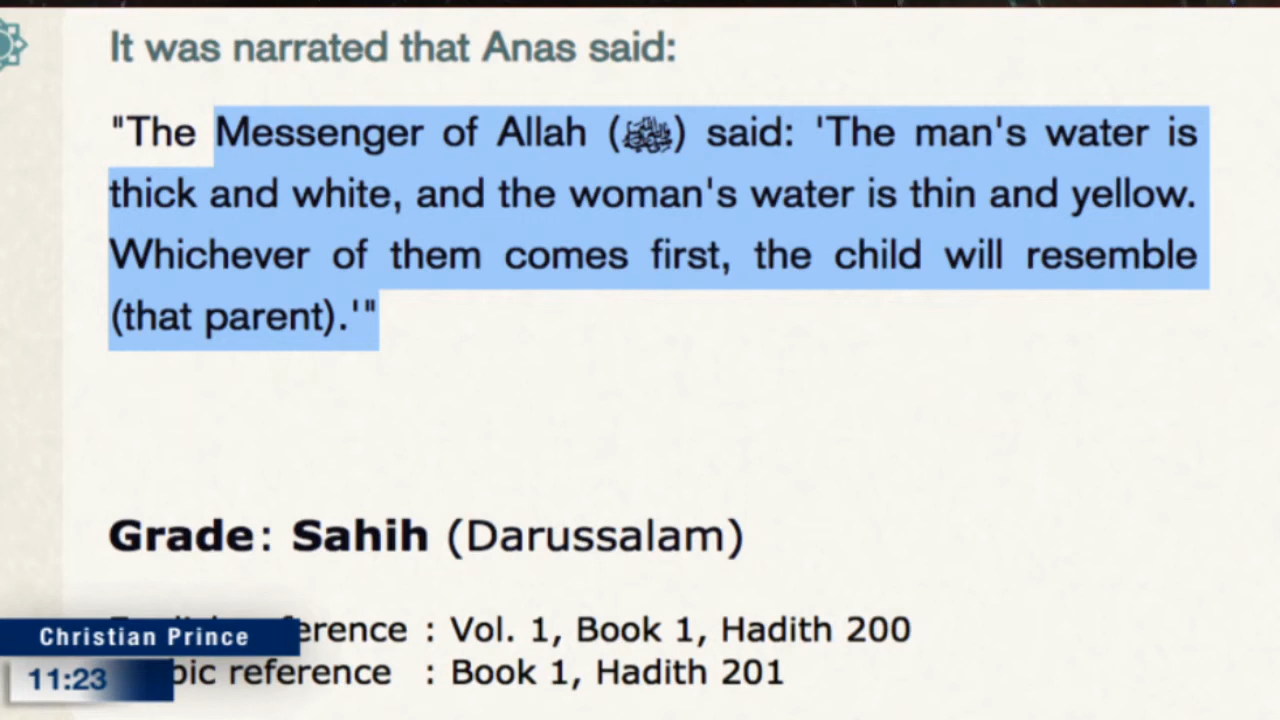 It was narrated that Anas said:
"The Messenger of Allah (ﷺ) said: 'The man's water is
thick and white, and the woman's water is thin and yellow.
Whichever of them comes first, the child will resemble
(that parent).'"
Grade: Sahih (Darussalam)
erence : Vol. 1, Book 1, Hadith 200
bic reference : Book 1, Hadith 201
Christian Prince
11:23